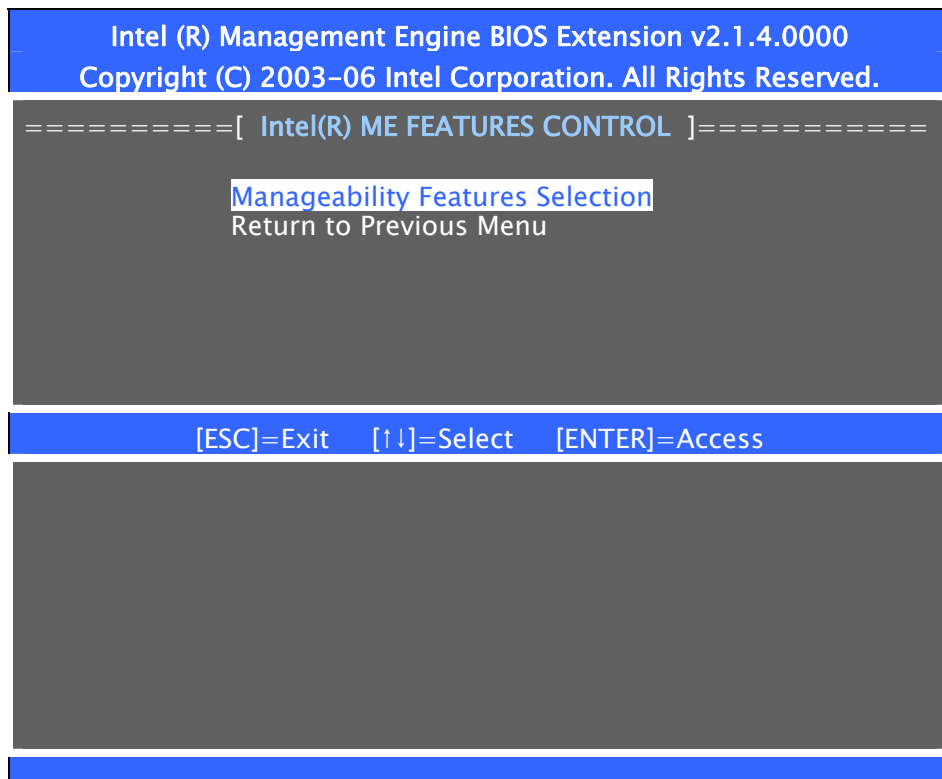 Intel (R) Management Engine BIOS Extension v2.1.4.0000
Copyright (C) 2003-06 Intel Corporation. All Rights Reserved.
==========[ Intel(R) ME FEATURES CONTROL ]===========
Manageability Features Selection
Return to Previous Menu
[ESC]=Exit [↑↓]=Select [ENTER]=Access